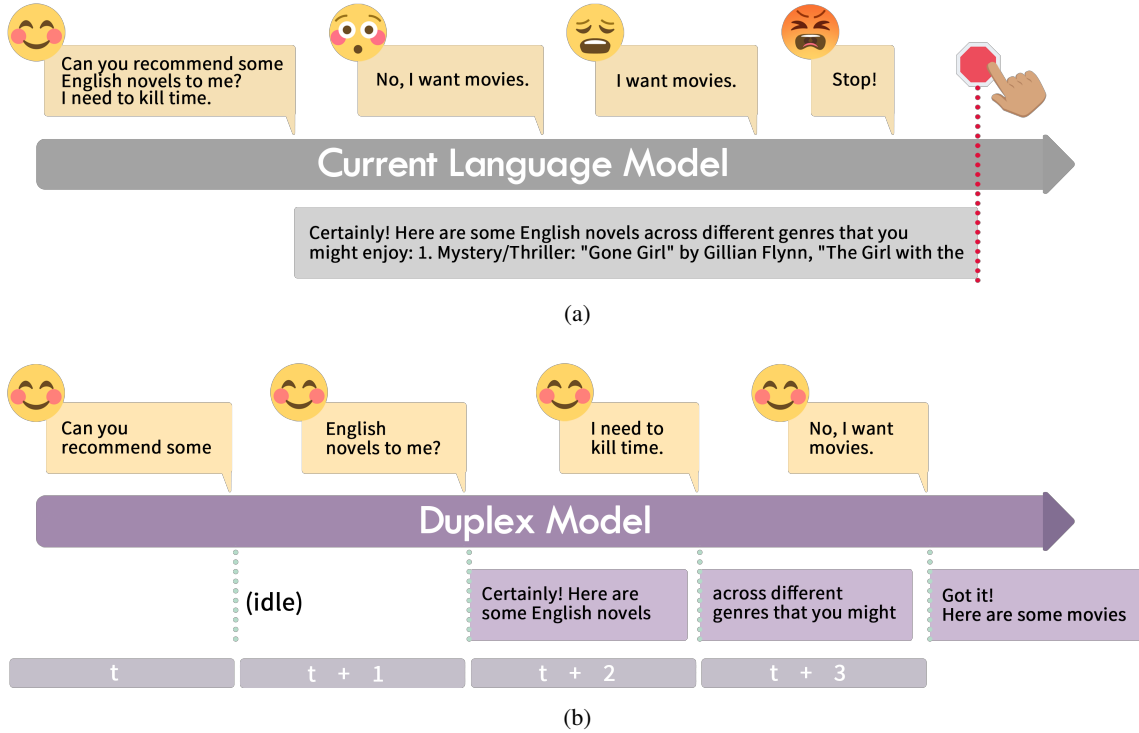 Can you recommend some
English novels to me?
I need to kill time.
No, I want movies.
I want movies.
Stop!
Current Language Model
Certainly! Here are some English novels across different genres that you
might enjoy: 1. Mystery/Thriller: "Gone Girl" by Gillian Flynn, "The Girl with the
(a)
Can you
recommend some
English
novels to me?
I need to
kill time.
No, I want
movies.
Duplex Model
(idle)
Certainly! Here are
some English novels
across different
genres that you might
Got it!
Here are some movies
t
t + 1
t + 2
t + 3
(b)